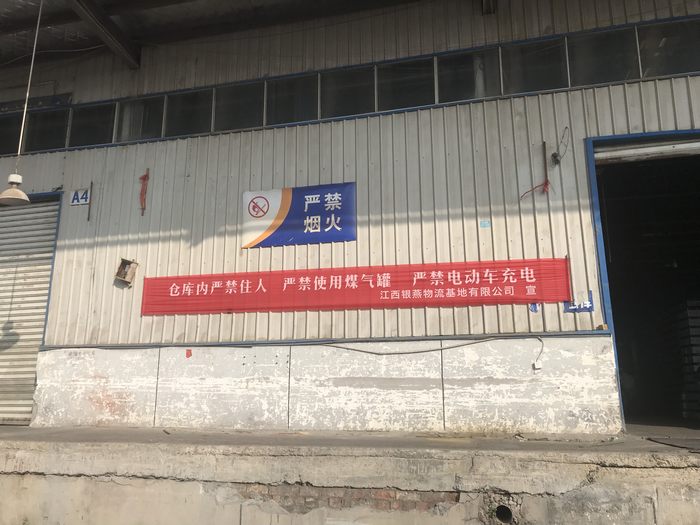 A4
严禁
烟火
仓库内严禁住人 严禁使用煤气罐 严禁电动车充电
江西银燕物流基地有限公司 宣